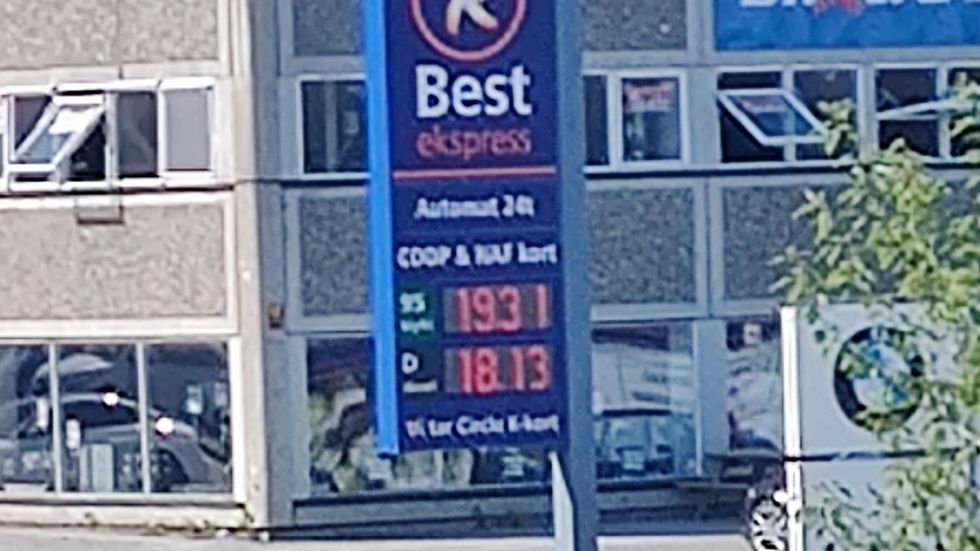 Best
ekspress
Automat 24t
COOP & NAF kort
95
19.31
D
18.13
Vi tar Circle K-kort